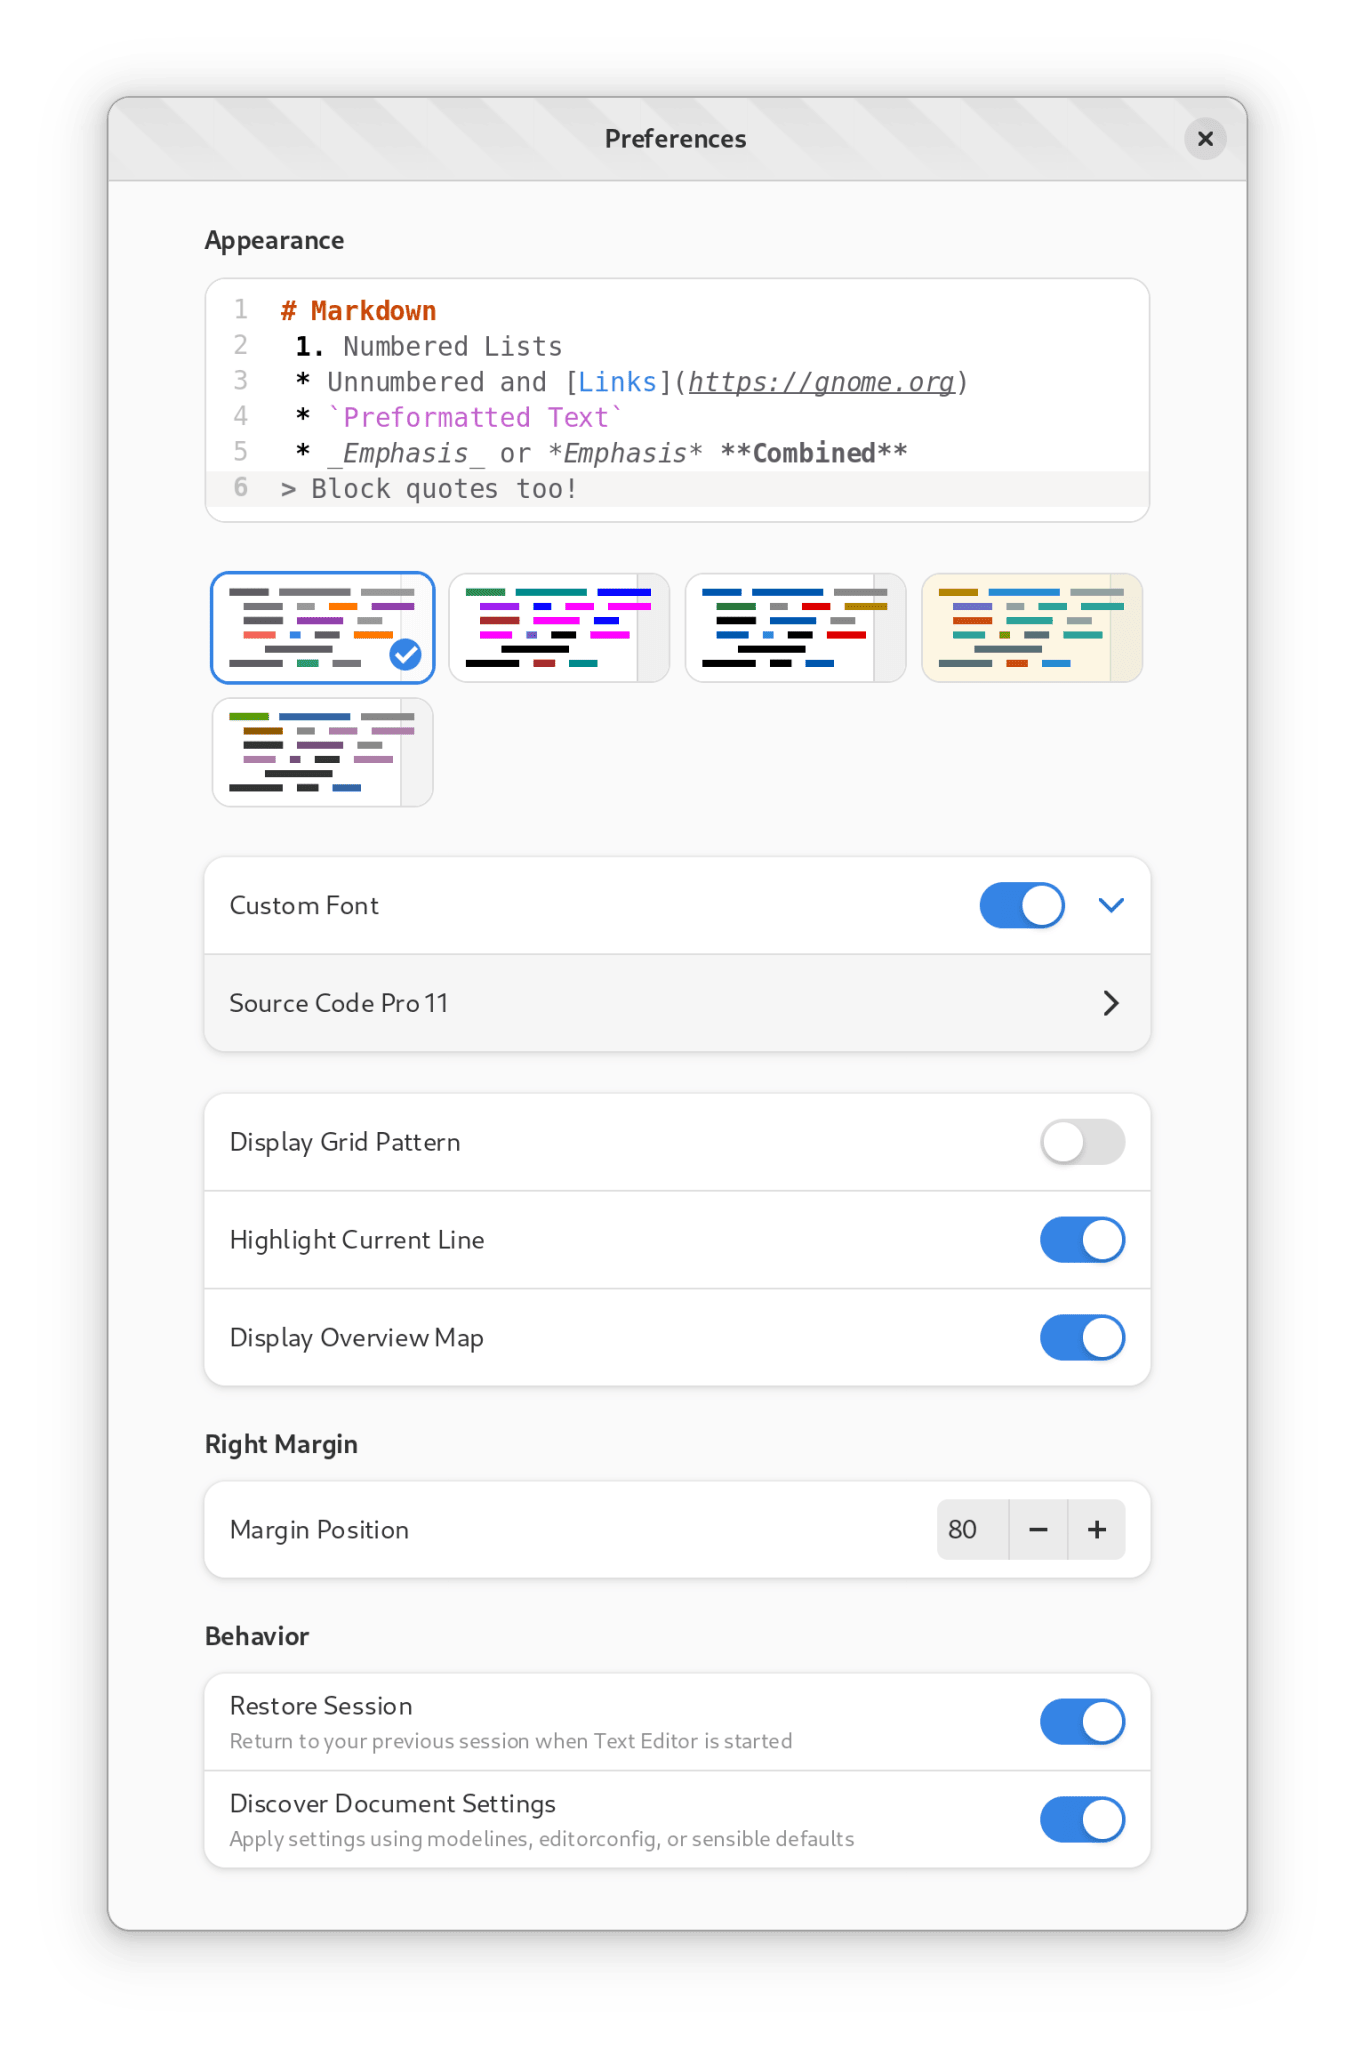 Preferences
Appearance
1 # Markdown
2 1. Numbered Lists
3 * Unnumbered and [Links](https://gnome.org)
4 * `Preformatted Text`
5 * _Emphasis_ or *Emphasis* **Combined**
6 > Block quotes too!
Custom Font
Source Code Pro 11
Display Grid Pattern
Highlight Current Line
Display Overview Map
Right Margin
Margin Position 80 − +
Behavior
Restore Session
Return to your previous session when Text Editor is started
Discover Document Settings
Apply settings using modelines, editorconfig, or sensible defaults